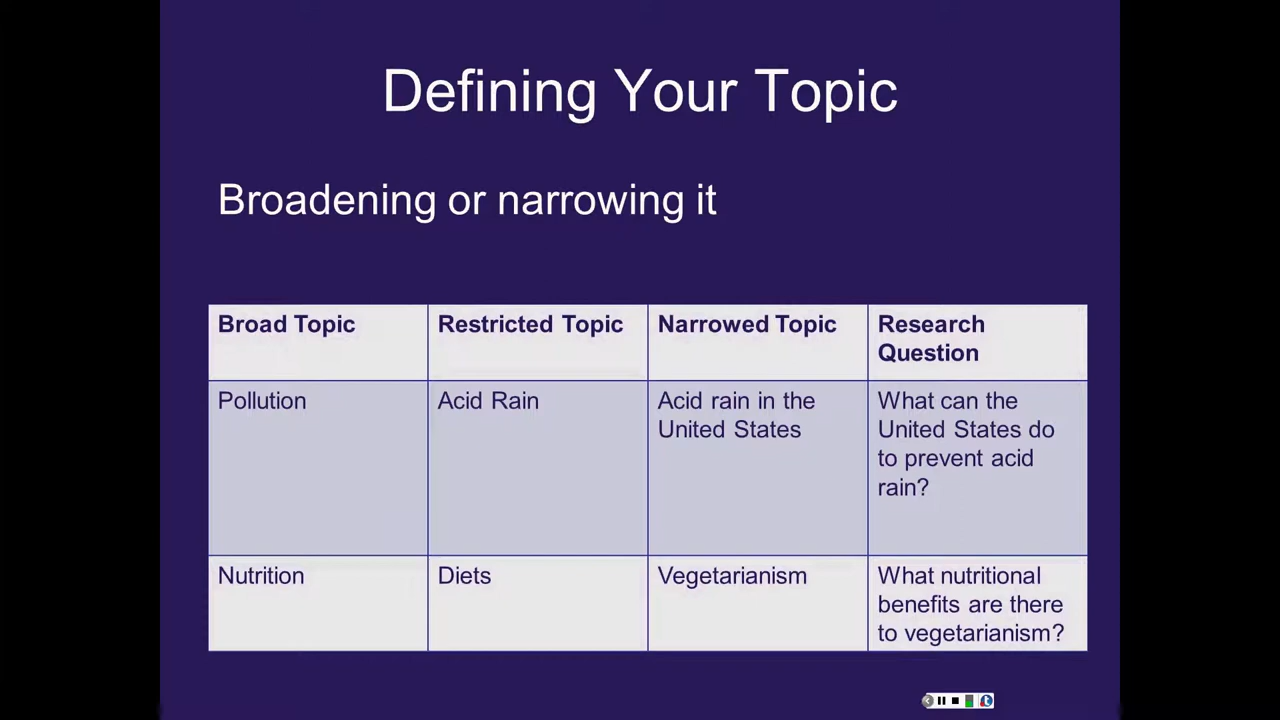 Defining Your Topic
Broadening or narrowing it
Broad Topic
Restricted Topic
Narrowed Topic
Research
Question
Pollution
Acid Rain
Acid rain in the
United States
What can the
United States do
to prevent acid
rain?
Nutrition
Diets
Vegetarianism
What nutritional
benefits are there
to vegetarianism?